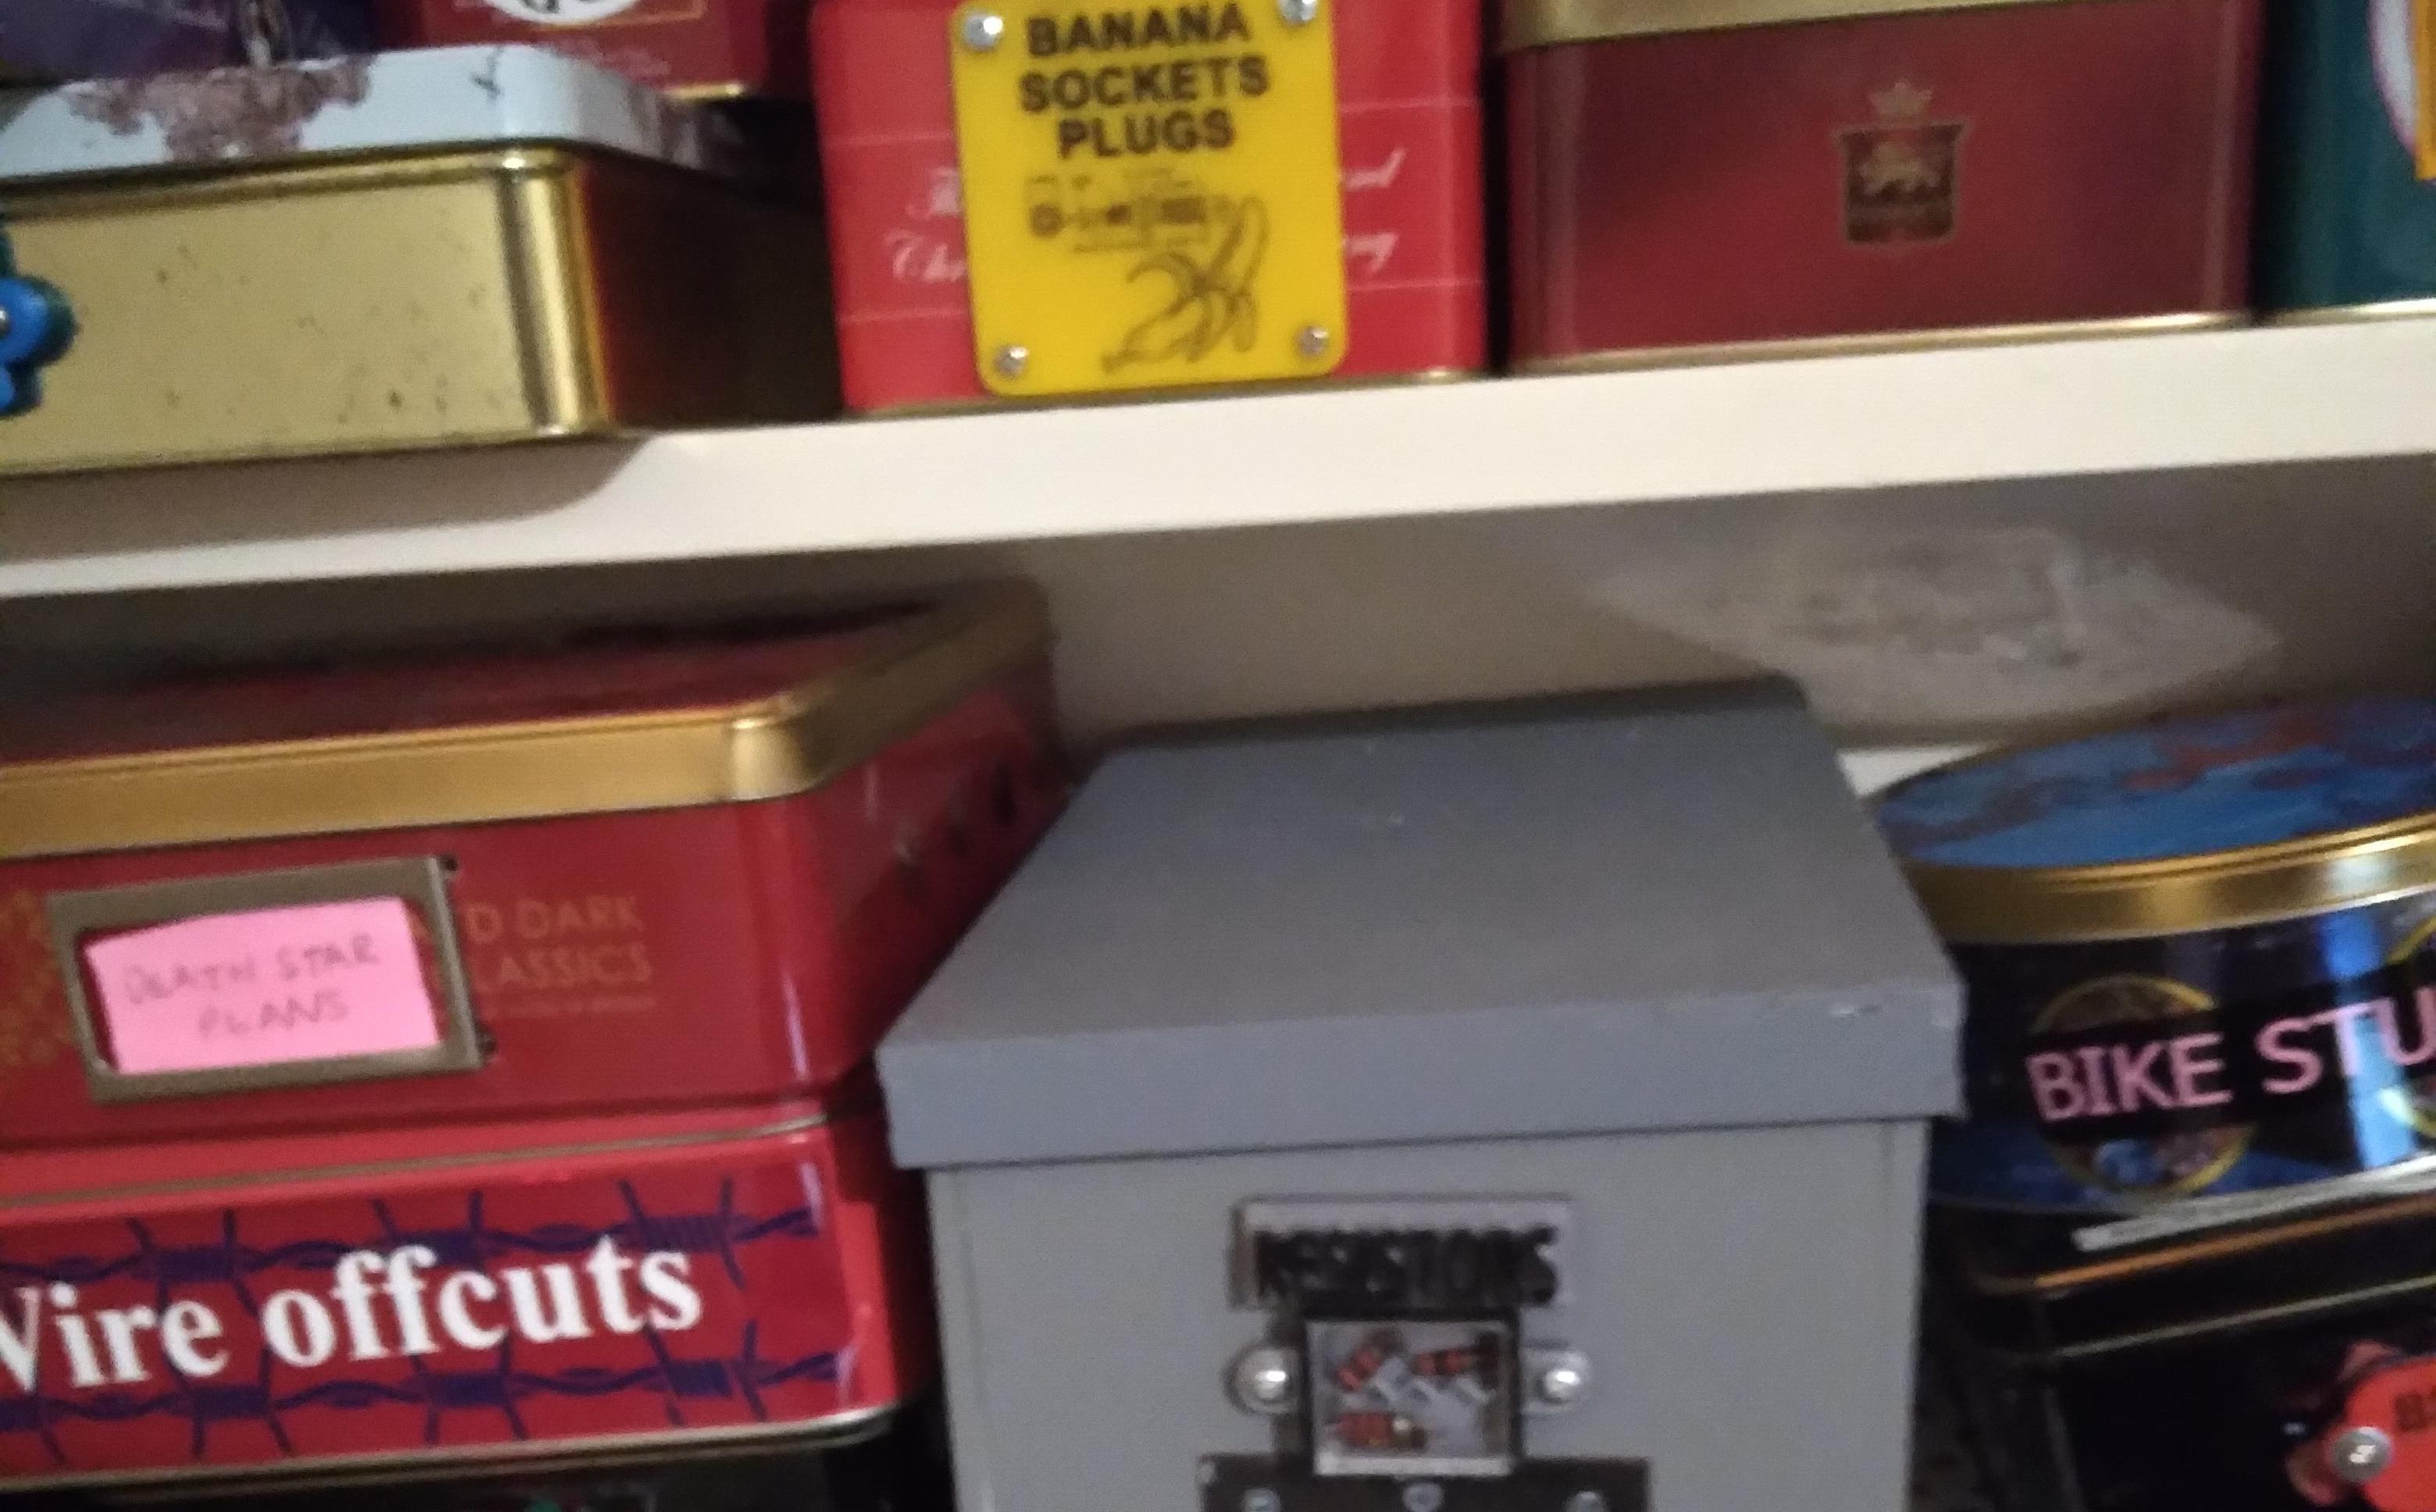 BANANA
SOCKETS
PLUGS
D DARK
LASSICS
DEATH STAR
PLANS
BIKE STU
Wire offcuts
RESISTORS